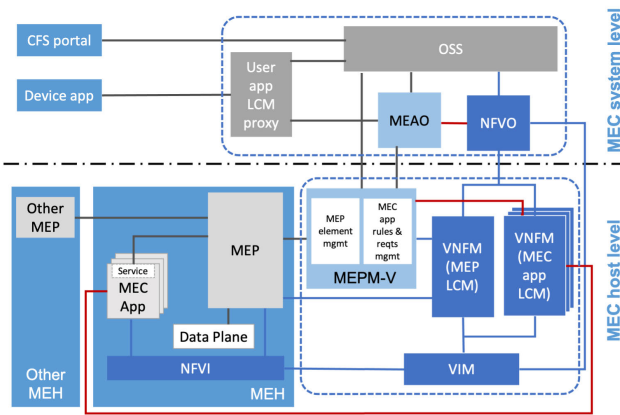 CFS portal
OSS
User
app
LCM
proxy
Device app
MEAO
NFVO
MEC system level
Other
MEP
MEP
MEP
element
mgmt
MEC
app
rules &
reqts
mgmt
MEPM-V
VNFM
(MEP
LCM)
VNFM
(MEC
app
LCM)
Service
MEC
App
Data Plane
NFVI
VIM
Other
MEH
MEH
MEC host level